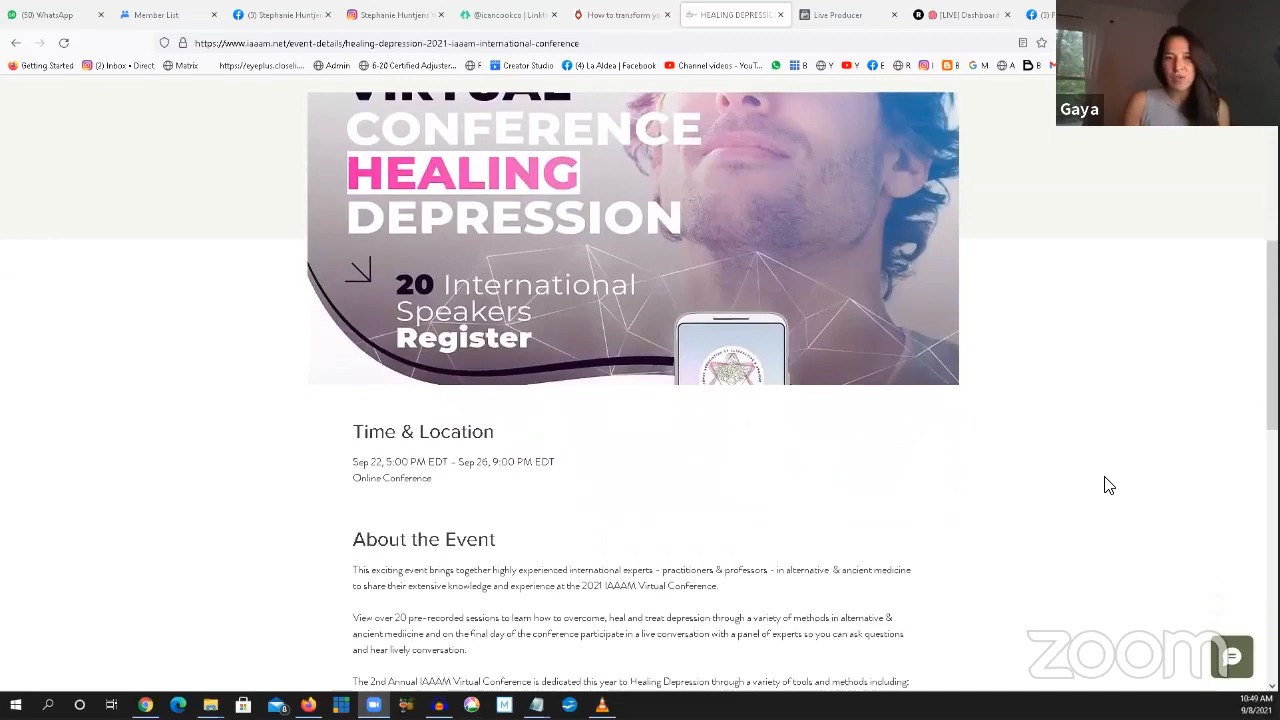 (50) WhatsApp
Member List
(3) Stephanie Huntjen
Stephanie Huntjens
@icancookco | Linkt
How to transform yo
HEALING DEPRESSIO
Live Producer
[LIVE] Dashboard
https://www.iaaam.net/event-details/healing-depression-2021-iaaam-international-conference
Getting Started
Inbox • Direct
Matrix
https://eyeplus.closeli....
Admin
6-20 Certified Adjuster...
F
Creator Studio
(4) La Aldea | Facebook
Channel videos - YouT...
B
Y
Y
E
R
I
B
M
A
B
Gaya
VIRTUAL
CONFERENCE
HEALING
DEPRESSION
20 International
Speakers
Register
Time & Location
Sep 22, 5:00 PM EDT – Sep 26, 9:00 PM EDT
Online Conference
About the Event
This exciting event brings together highly experienced international experts - practitioners & professors - in alternative & ancient medicine
to share their extensive knowledge and experience at the 2021 IAAAM Virtual Conference.
View over 20 pre-recorded sessions to learn how to overcome, heal and treat depression through a variety of methods in alternative &
ancient medicine and on the final day of the conference participate in a live conversation with a panel of experts so you can ask questions
and hear lively conversation.
The 2nd Annual IAAAM Virtual Conference is dedicated this year to Healing Depression through a variety of tools and methods including:
zoom
10:49 AM
9/8/2021